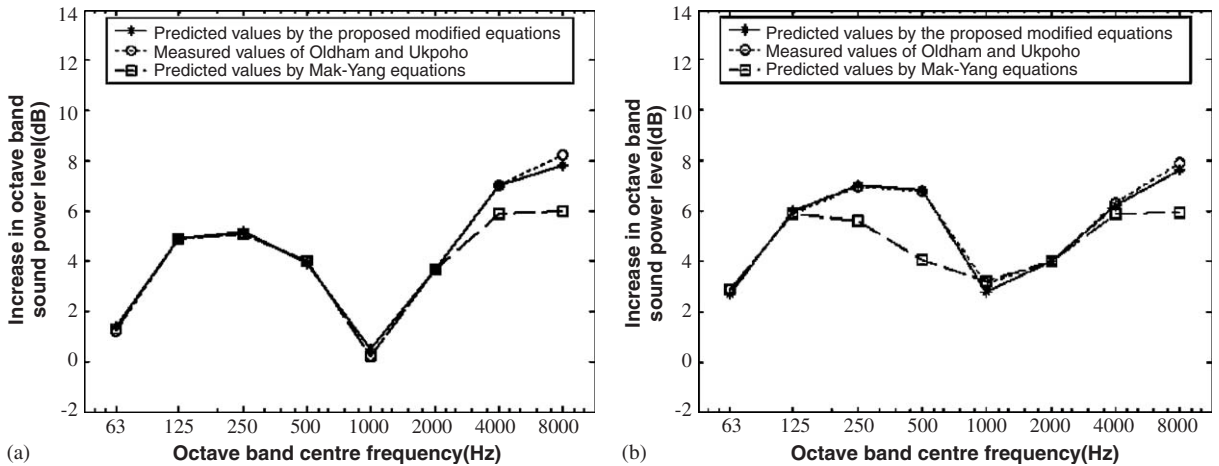 14
12
10
8
6
4
2
0
-2
Increase in octave band
sound power level(dB)
Predicted values by the proposed modified equations
Measured values of Oldham and Ukpoho
Predicted values by Mak-Yang equations
63 125 250 500 1000 2000 4000 8000
(a) Octave band centre frequency(Hz)
14
12
10
8
6
4
2
0
-2
Increase in octave band
sound power level(dB)
Predicted values by the proposed modified equations
Measured values of Oldham and Ukpoho
Predicted values by Mak-Yang equations
63 125 250 500 1000 2000 4000 8000
(b) Octave band centre frequency(Hz)